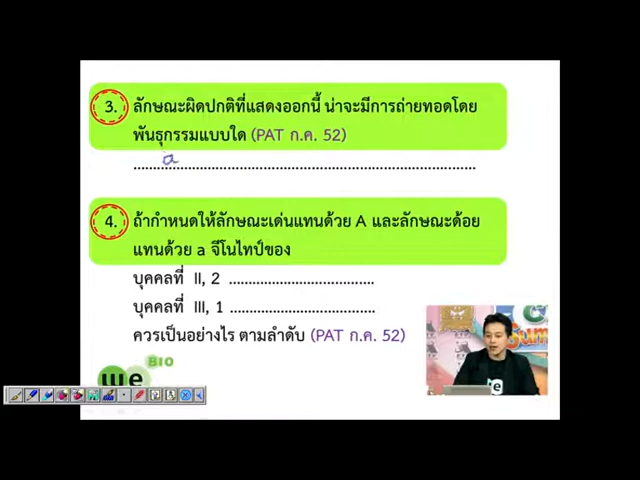 3. ลักษณะผิดปกติที่แสดงออกนี้ น่าจะมีการถ่ายทอดโดย
พันธุกรรมแบบใด (PAT ก.ค. 52)
a
4. ถ้ากำหนดให้ลักษณะเด่นแทนด้วย A และลักษณะด้อย
แทนด้วย a จีโนไทป์ของ
บุคคลที่ II, 2 ....................................
บุคคลที่ III, 1 ....................................
ควรเป็นอย่างไร ตามลำดับ (PAT ก.ค. 52)
BIO
we